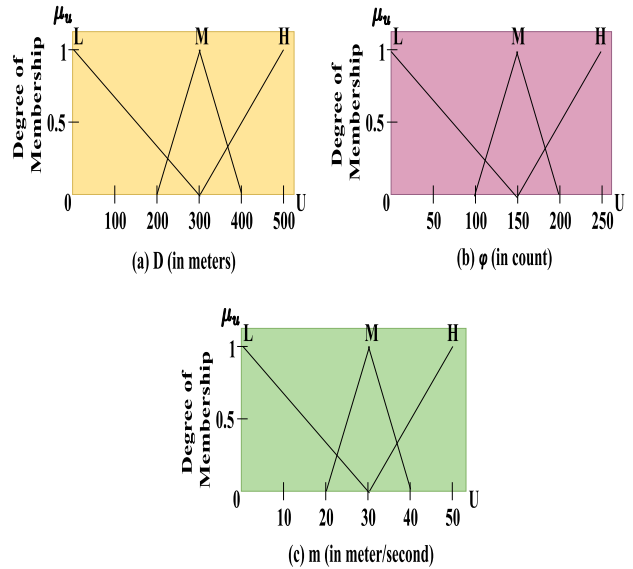 μᵤ
L M H
1
0.5
0
Degree of
Membership
100 200 300 400 500
U
(a) D (in meters)
μᵤ
L M H
1
0.5
0
Degree of
Membership
50 100 150 200 250
U
(b) φ (in count)
μᵤ
L M H
1
0.5
0
Degree of
Membership
10 20 30 40 50
U
(c) m (in meter/second)